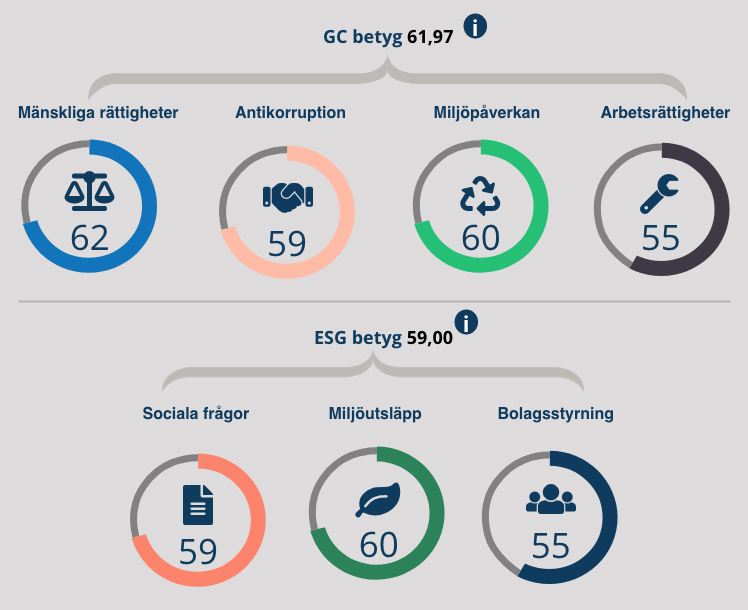 GC betyg 61,97
i
Mänskliga rättigheter
Antikorruption
Miljöpåverkan
Arbetsrättigheter
62
59
60
55
ESG betyg 59,00
i
Sociala frågor
Miljöutsläpp
Bolagsstyrning
59
60
55